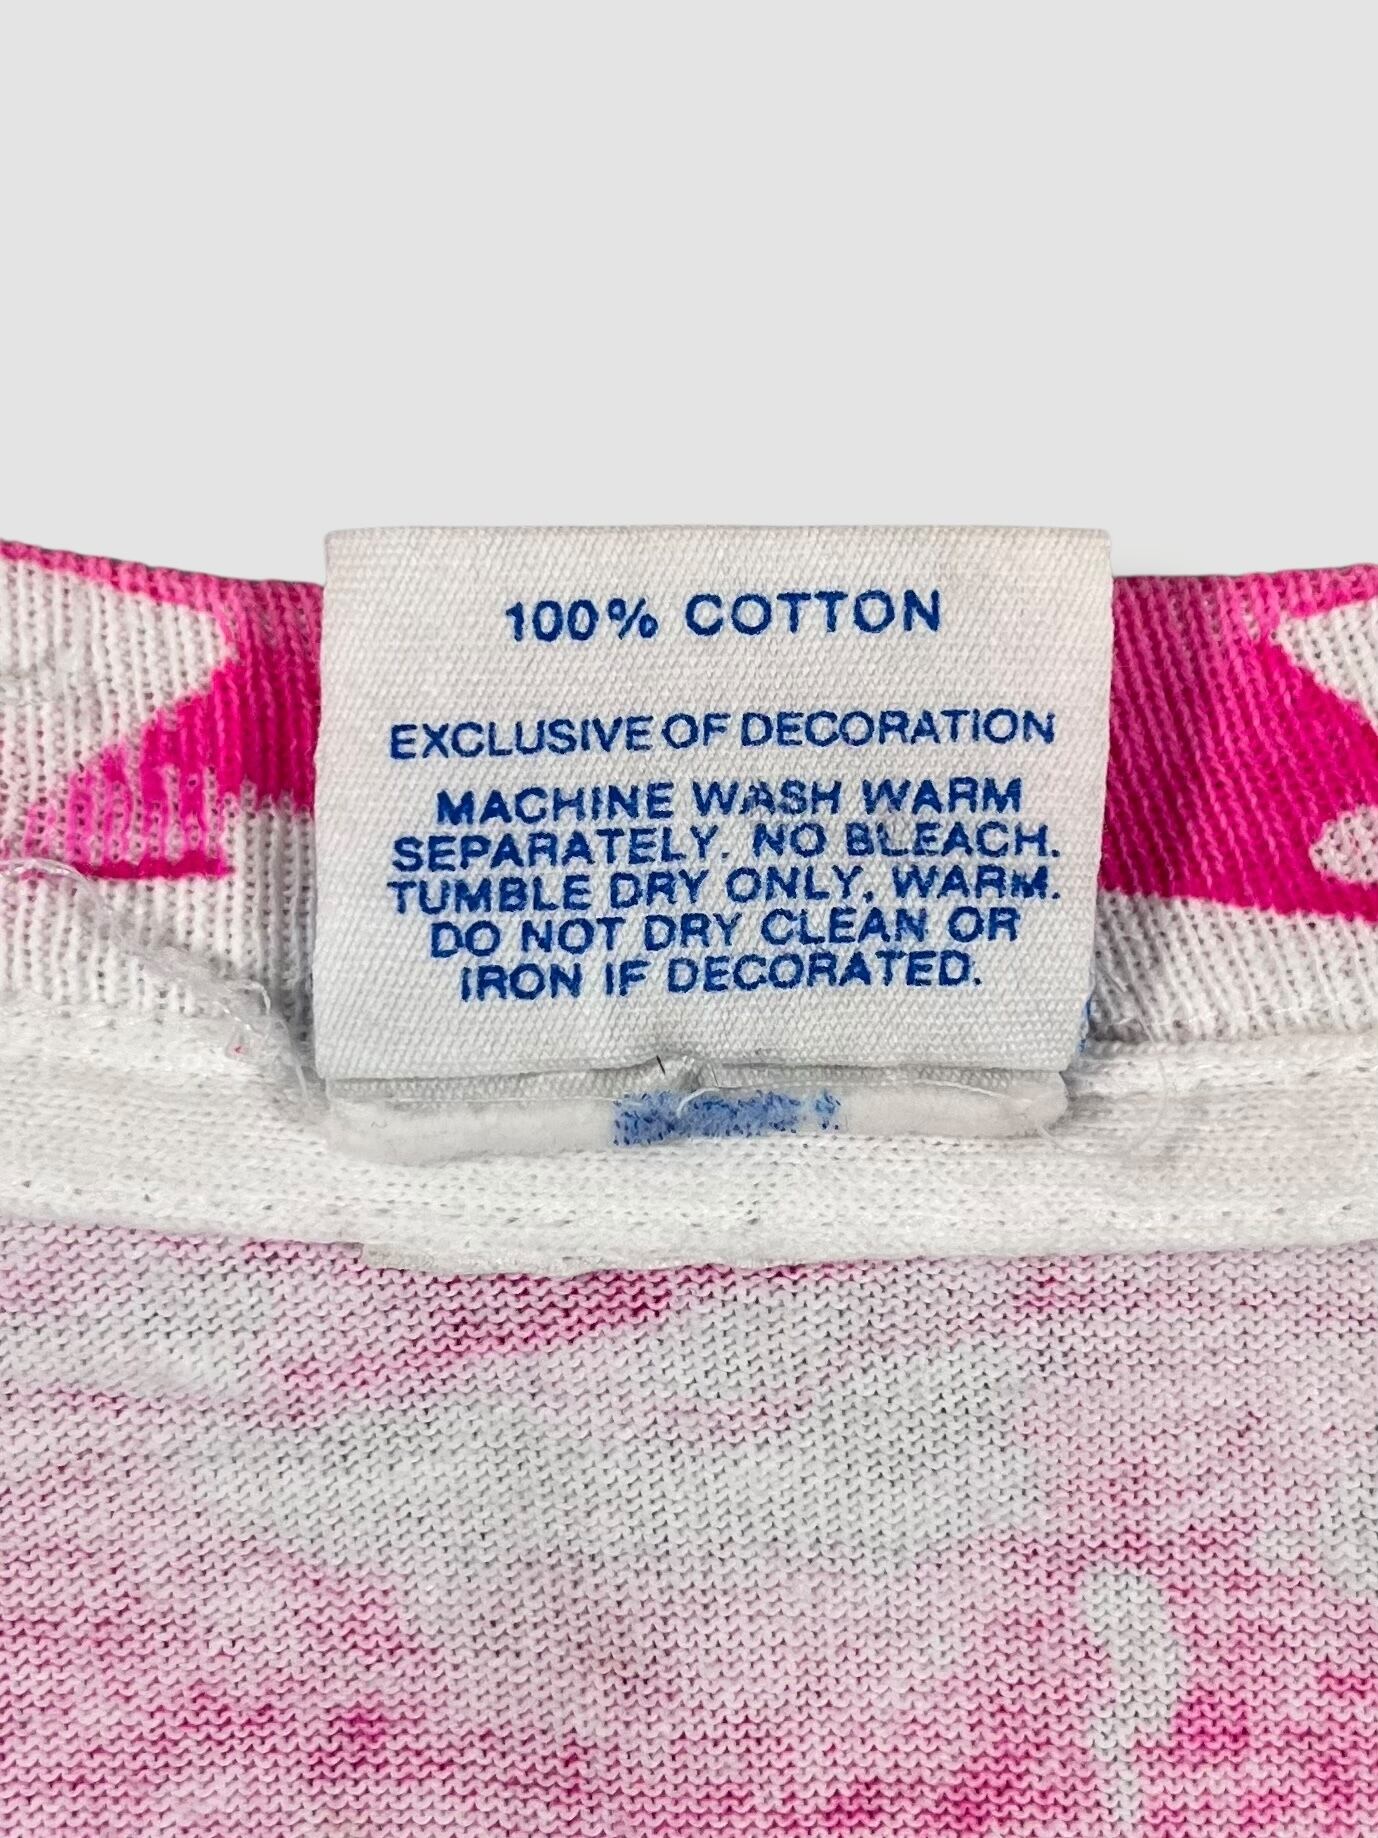 100% COTTON
EXCLUSIVE OF DECORATION
MACHINE WASH WARM
SEPARATELY. NO BLEACH.
TUMBLE DRY ONLY, WARM.
DO NOT DRY CLEAN OR
IRON IF DECORATED.